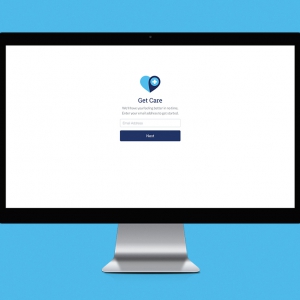 Get Care
We'll have you feeling better in no time.
Enter your email address to get started.
Email Address
Next